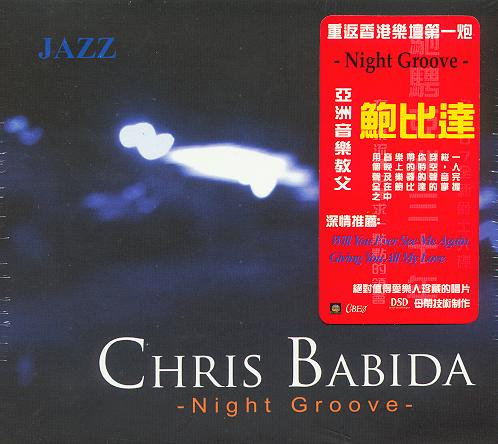 JAZZ
重返香港樂壇第一炮
- Night Groove -
亞洲音樂教父
鮑比達
深情推薦:
Will You Ever See Me Again
Giving You All My Love
絕對值得愛樂人珍藏的唱片
DSD 母帶技術制作
CHRIS BABIDA
-Night Groove-